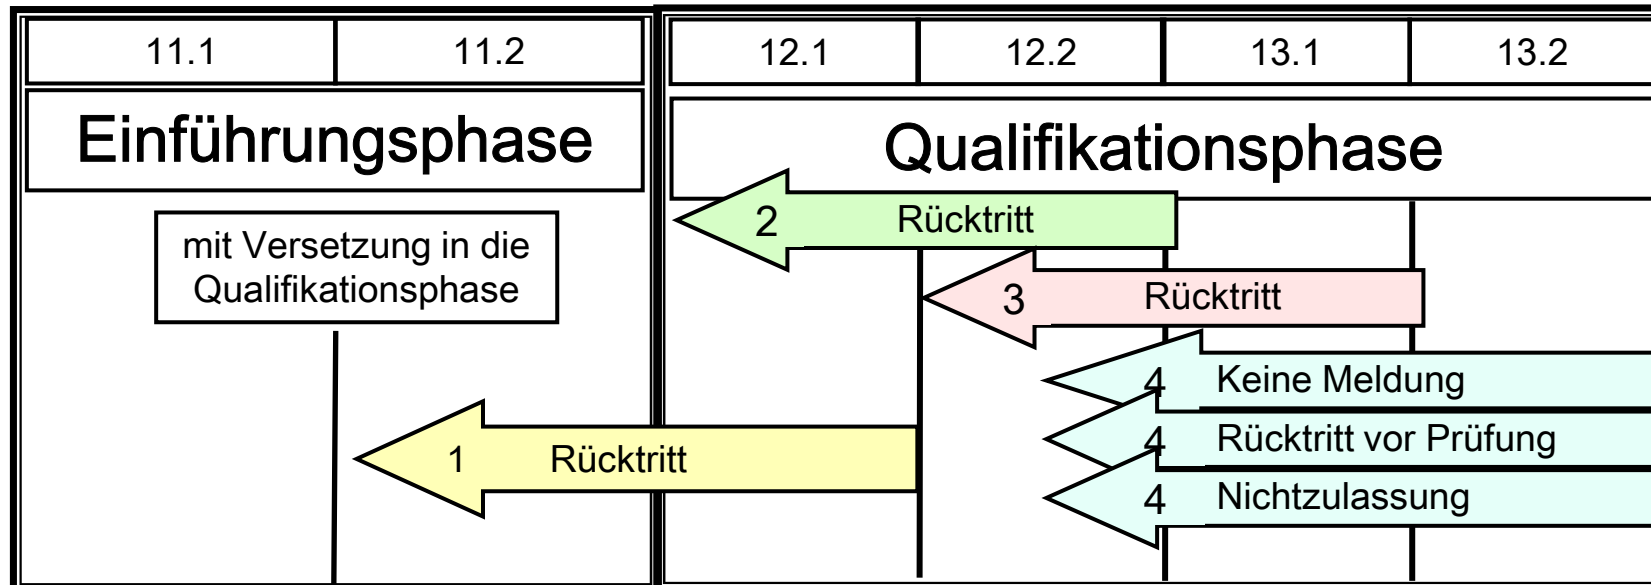 11.1
11.2
12.1
12.2
13.1
13.2
Einführungsphase
Qualifikationsphase
mit Versetzung in die
Qualifikationsphase
2 Rücktritt
3 Rücktritt
4 Keine Meldung
4 Rücktritt vor Prüfung
1 Rücktritt
4 Nichtzulassung